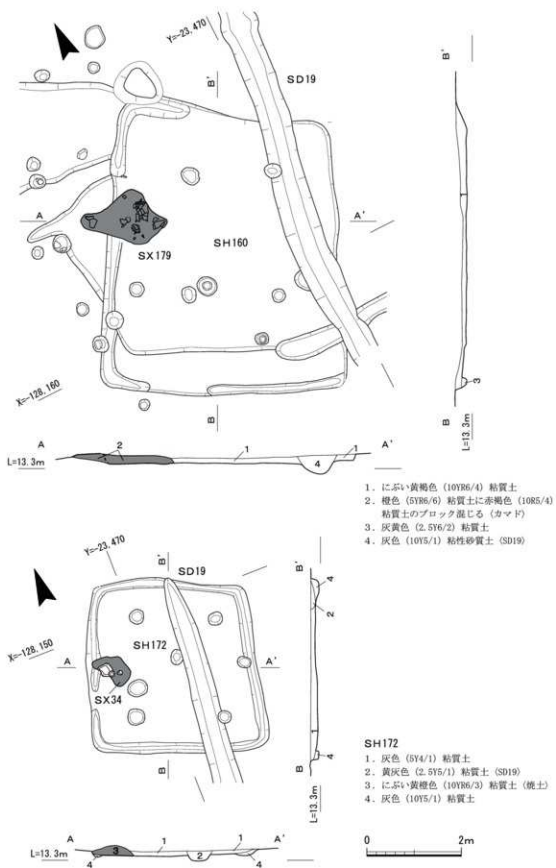 Y=-23,470
B'
SD19
B'
A
A'
SX179
SH160
X=-128,160
B
3
B
L=13.3m
A
2
1
1
A'
L=13.3m
4
1. にぶい黄褐色 (10YR6/4) 粘質土
2. 橙色 (5YR6/6) 粘質土に赤褐色 (10R5/4)
粘質土のブロック混じる (カマド)
3. 灰黄色 (2.5Y6/2) 粘質土
4. 灰色 (10Y5/1) 粘性砂質土 (SD19)
Y=-23,470
B'
SD19
B'
4
2
X=-128,150
SH172
A
A'
SX34
B
4
B
L=13.3m
SH172
1. 灰色 (5Y4/1) 粘質土
2. 黄灰色 (2.5Y5/1) 粘質土 (SD19)
3. にぶい黄橙色 (10YR6/3) 粘質土 (焼土)
4. 灰色 (10Y5/1) 粘質土
A
3
1
1
A'
L=13.3m
4
2
4
0
2m